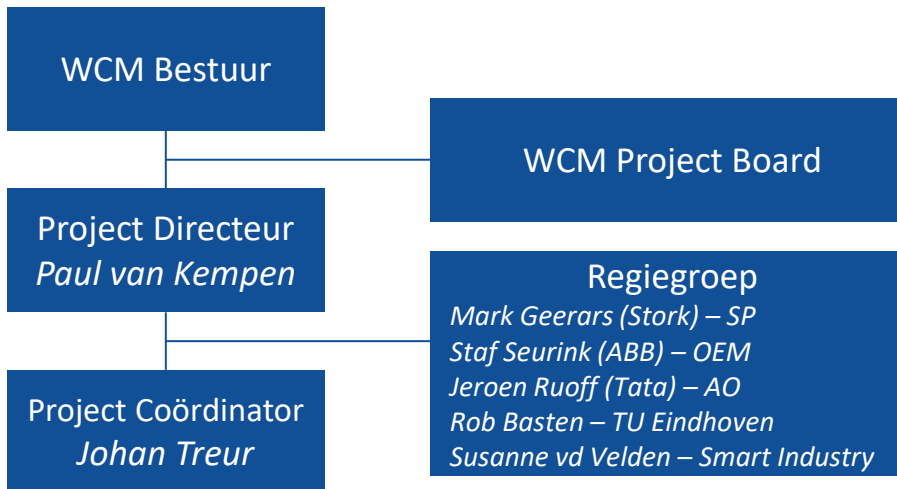 WCM Bestuur
WCM Project Board
Project Directeur
Paul van Kempen
Regiegroep
Mark Geerars (Stork) – SP
Staf Seurink (ABB) – OEM
Jeroen Ruoff (Tata) – AO
Rob Basten – TU Eindhoven
Susanne vd Velden – Smart Industry
Project Coördinator
Johan Treur